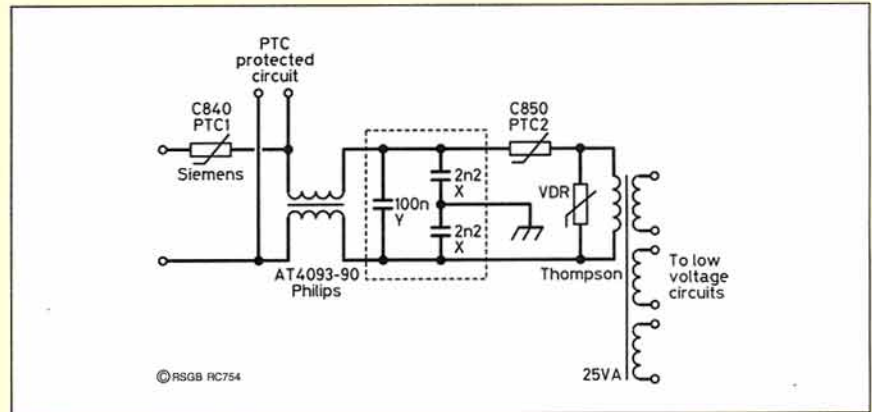 PTC
protected
circuit
C840
PTC1
Siemens
C850
PTC2
100n
Y
2n2
X
2n2
X
VDR
AT4093-90
Philips
Thompson
To low
voltage
circuits
25VA
©RSGB RC754